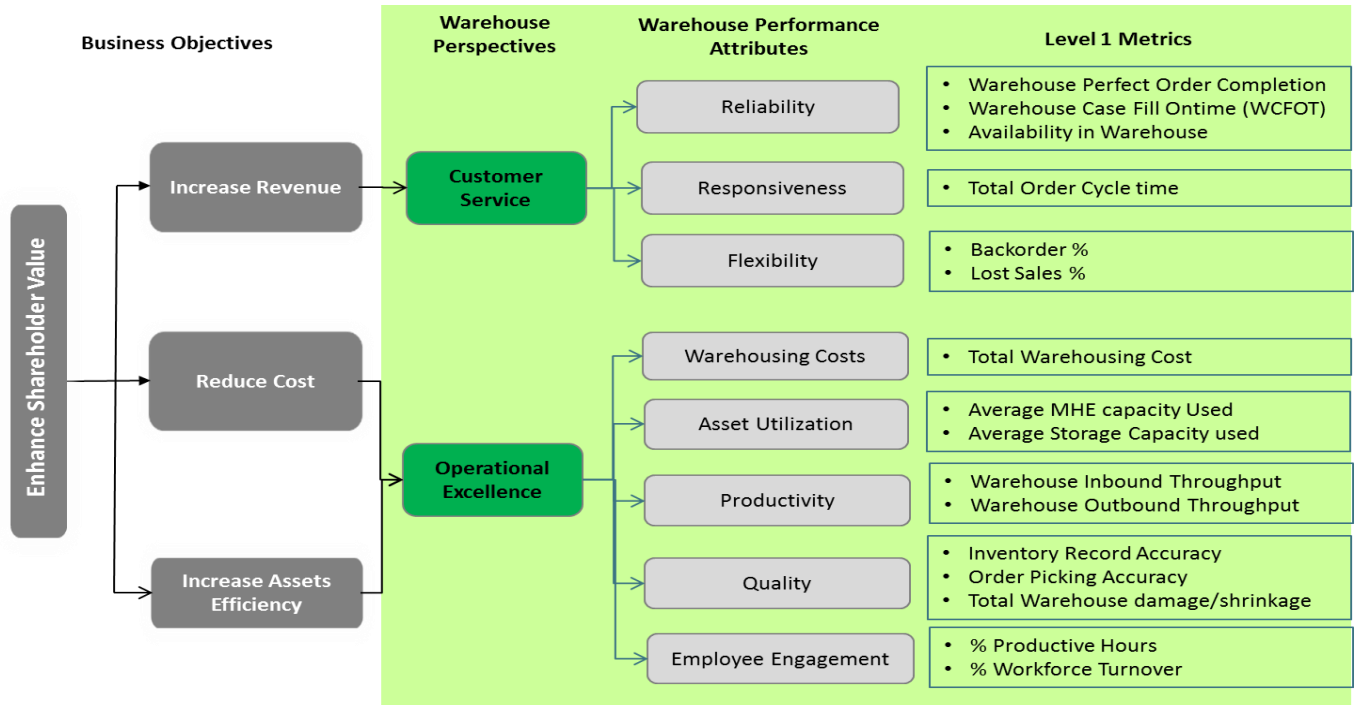 Business Objectives
Warehouse
Perspectives
Warehouse Performance
Attributes
Level 1 Metrics
Enhance Shareholder Value
Increase Revenue
Reduce Cost
Increase Assets
Efficiency
Customer
Service
Operational
Excellence
Reliability
• Warehouse Perfect Order Completion
• Warehouse Case Fill Ontime (WCFOT)
• Availability in Warehouse
Responsiveness
• Total Order Cycle time
Flexibility
• Backorder %
• Lost Sales %
Warehousing Costs
• Total Warehousing Cost
Asset Utilization
• Average MHE capacity Used
• Average Storage Capacity used
Productivity
• Warehouse Inbound Throughput
• Warehouse Outbound Throughput
Quality
• Inventory Record Accuracy
• Order Picking Accuracy
• Total Warehouse damage/shrinkage
Employee Engagement
• % Productive Hours
• % Workforce Turnover